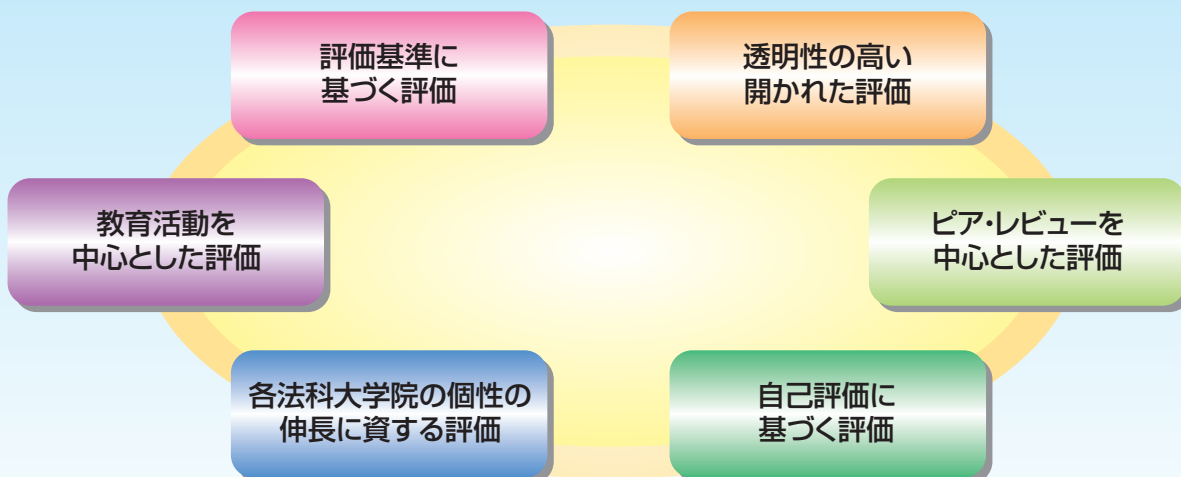 評価基準に
基づく評価
透明性の高い
開かれた評価
教育活動を
中心とした評価
ピア・レビューを
中心とした評価
各法科大学院の個性の
伸長に資する評価
自己評価に
基づく評価